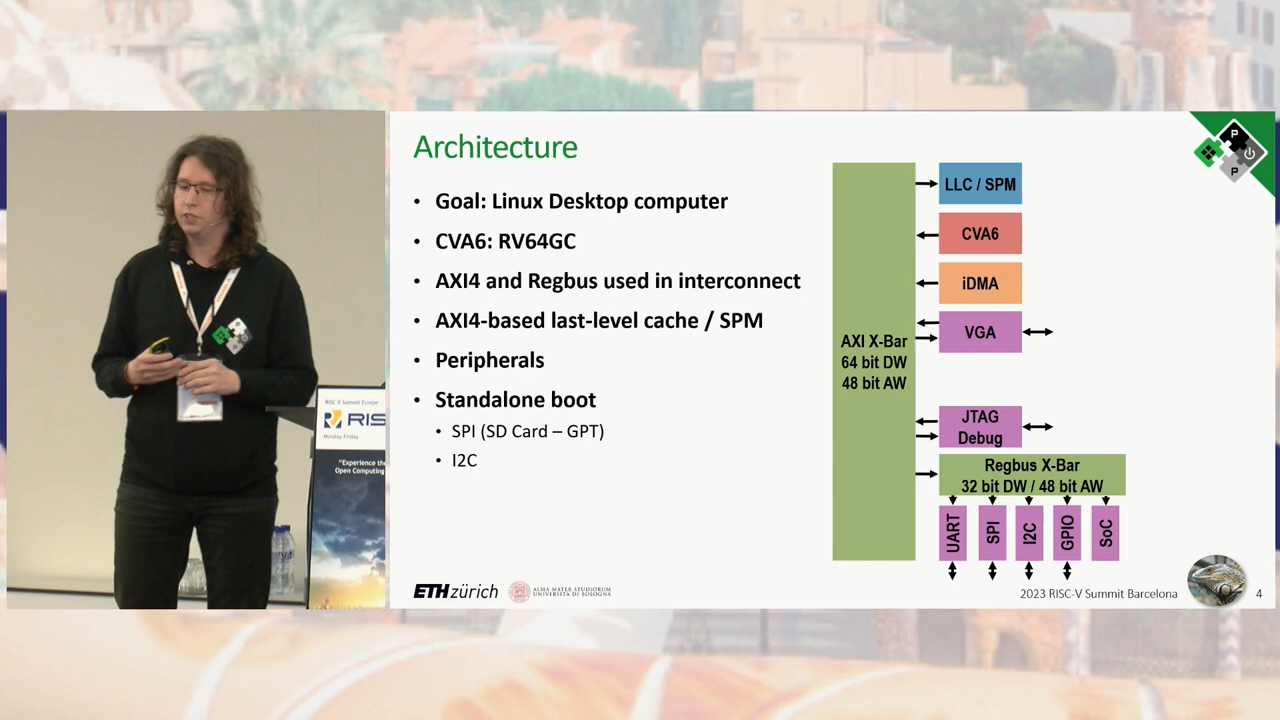 Architecture
Goal: Linux Desktop computer
CVA6: RV64GC
AXI4 and Regbus used in interconnect
AXI4-based last-level cache / SPM
Peripherals
Standalone boot
SPI (SD Card – GPT)
I2C
AXI X-Bar
64 bit DW
48 bit AW
LLC / SPM
CVA6
iDMA
VGA
JTAG
Debug
Regbus X-Bar
32 bit DW / 48 bit AW
UART
SPI
I2C
GPIO
SoC
P
P
ETH zürich
ALMA MATER STUDIORUM
UNIVERSITÀ DI BOLOGNA
2023 RISC-V Summit Barcelona
4
RISC-V Summit Europe
RIS
Monday-Friday
"Experience the
Open Computing